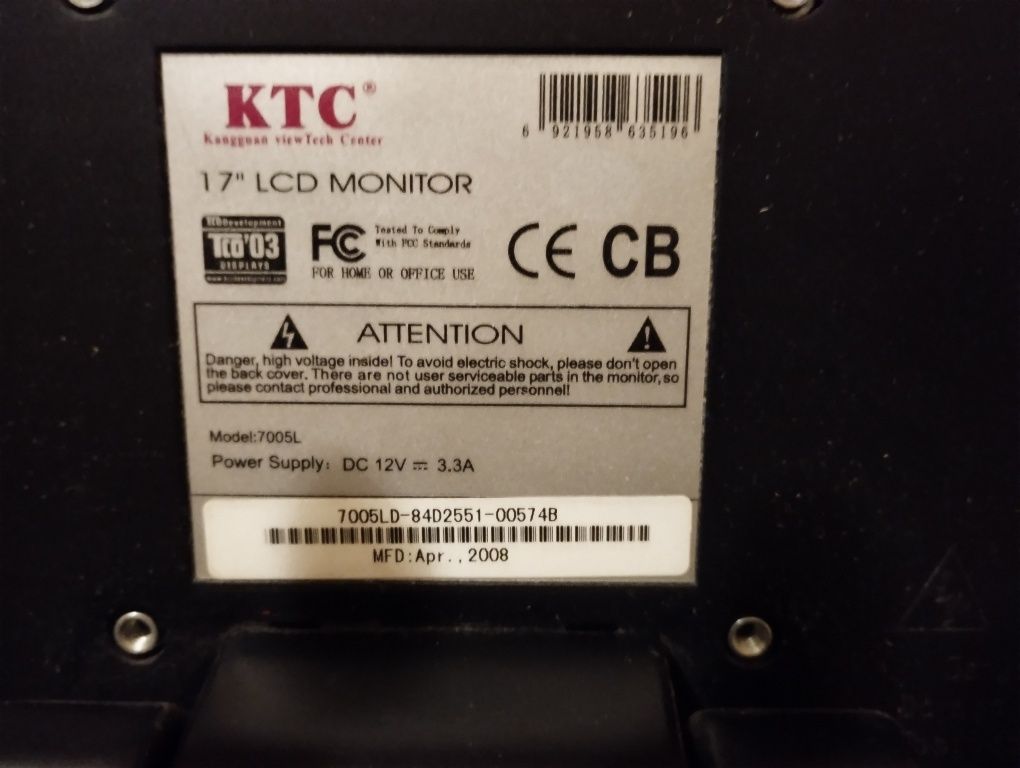 KTC®
Kangguan viewTech Center
6 921958 635196
17" LCD MONITOR
TCO Development
TCO'03
DISPLAYS
FC
Tested To Comply
With FCC Standards
FOR HOME OR OFFICE USE
CE CB
ATTENTION
Danger, high voltage inside! To avoid electric shock, please don't open
the back cover. There are not user serviceable parts in the monitor, so
please contact professional and authorized personnel!
Model:7005L
Power Supply: DC 12V ⎓ 3.3A
7005LD-84D2551-00574B
MFD:Apr.,2008